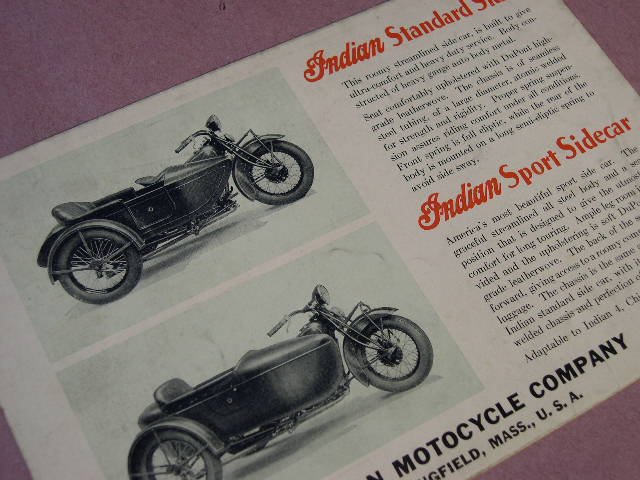 Indian Standard
This roomy streamlined side car, is built to give
ultra-comfort and heavy duty service. Body con-
structed of heavy gauge auto body metal.
Seat comfortably upholstered with DuPont high-
grade leatherwove. The chassis is of seamless
steel tubing, of a large diameter, atomic welded
for strength and rigidity. Proper spring suspen-
sion assures riding comfort under all conditions.
Front spring is full eliptic, while the rear of the
body is mounted on a long semi-eliptic spring to
avoid side sway.
Indian Sport Sidecar
America's most beautiful sport side car. The
graceful streamlined all steel body and a
position that is designed to give the utmost
comfort for long touring. Ample leg room
vided and the upholstering is soft
grade leatherwove. The back of the
forward, giving access to a roomy
luggage. The chassis is the same
Indian standard side car, with
welded chassis and perfection
Adaptable to Indian 4,
MOTOCYCLE COMPANY
MASS., U. S. A.